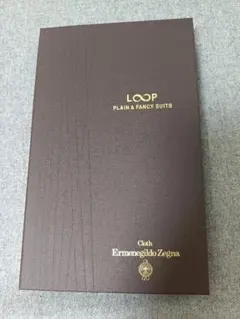 LOOP
PLAIN & FANCY SUITS
Cloth
Ermenegildo Zegna